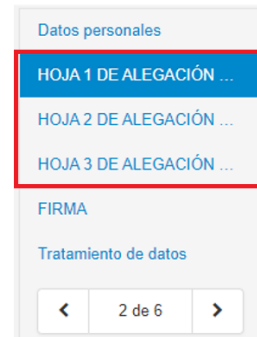 Datos personales
HOJA 1 DE ALEGACIÓN ...
HOJA 2 DE ALEGACIÓN ...
HOJA 3 DE ALEGACIÓN ...
FIRMA
Tratamiento de datos
2 de 6